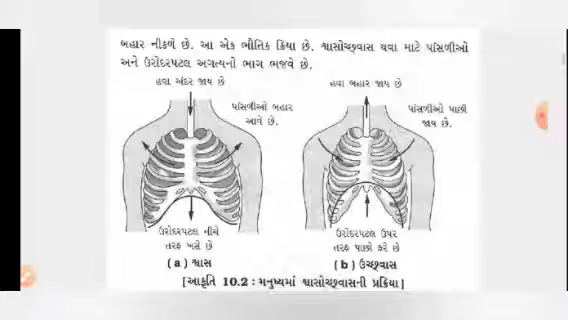 બહાર નીકળે છે. આ એક ભૌતિક ક્રિયા છે. શ્વાસોચ્છ્વાસ થવા માટે પાંસળીઓ
અને ઉરોદરપટલ અગત્યનો ભાગ ભજવે છે.
હવા અંદર જાય છે
પાંસળીઓ બહાર
આવે છે.
ઉરોદરપટલ નીચે
તરફ ખસે છે
(a) શ્વાસ
હવા બહાર જાય છે
પાંસળીઓ પાછી
જાય છે.
ઉરોદરપટલ ઉપર
તરફ પાછો ફરે છે
(b) ઉચ્છ્વાસ
[આકૃતિ 10.2 : મનુષ્યમાં શ્વાસોચ્છ્વાસની પ્રક્રિયા]